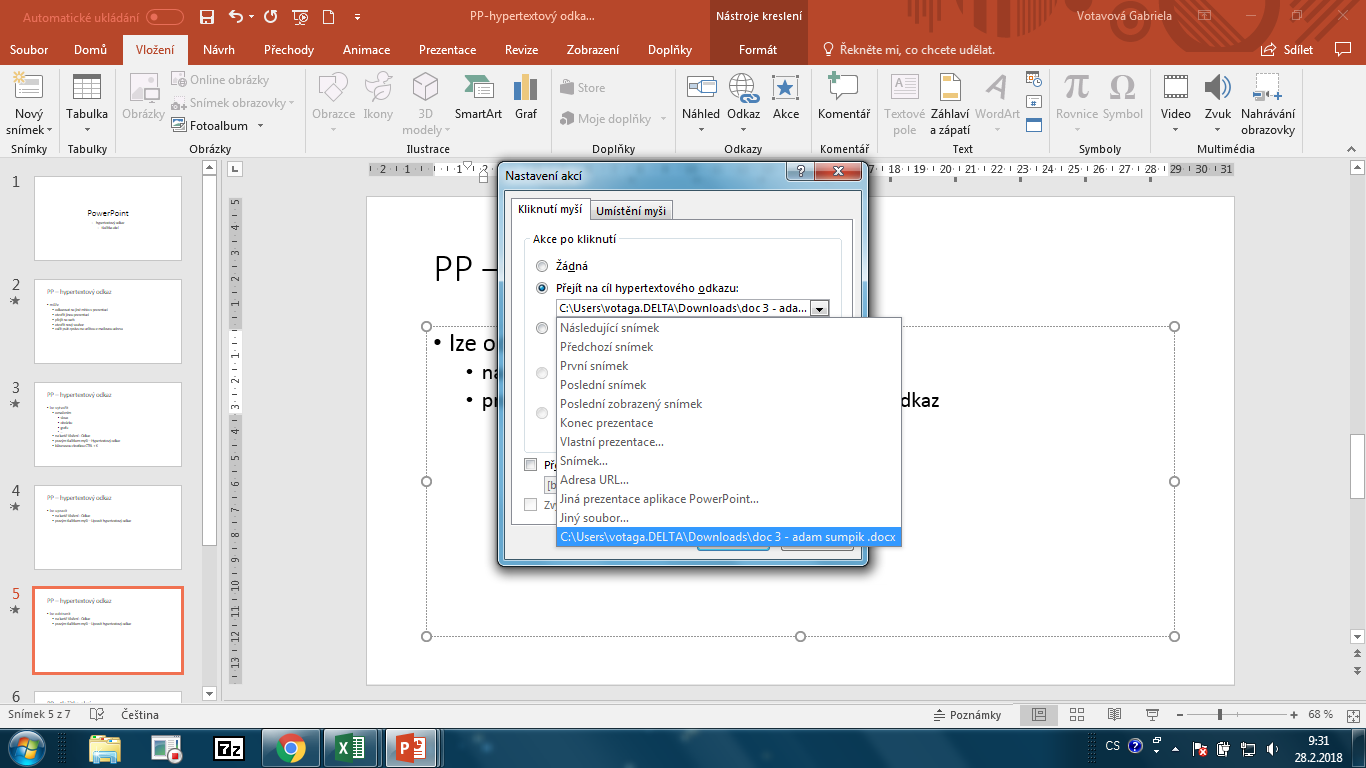 Automatické ukládání
PP-hypertextový odka...
Nástroje kreslení
Votavová Gabriela
Soubor Domů Vložení Návrh Přechody Animace Prezentace Revize Zobrazení Doplňky Formát Řekněte mi, co chcete udělat. Sdílet
Nový snímek
Tabulka
Obrázky
Online obrázky
Snímek obrazovky
Fotoalbum
Obrazce
Ikony
3D modely
SmartArt
Graf
Store
Moje doplňky
Náhled
Odkaz
Akce
Komentář
Textové pole
Záhlaví a zápatí
WordArt
Rovnice
Symbol
Video
Zvuk
Nahrávání obrazovky
Snímky Tabulky Obrázky Ilustrace Doplňky Odkazy Komentář Text Symboly Multimédia
1
PowerPoint
2
PP – hypertextový odkaz
3
PP – hypertextový odkaz
4
PP – hypertextový odkaz
5
PP – hypertextový odkaz
6
PP –
• lze o
• na
• pr
dkaz
Nastavení akcí
Kliknutí myší
Umístění myši
Akce po kliknutí
Žádná
Přejít na cíl hypertextového odkazu:
C:\Users\votaga.DELTA\Downloads\doc 3 - ada...
Následující snímek
Předchozí snímek
První snímek
Poslední snímek
Poslední zobrazený snímek
Konec prezentace
Vlastní prezentace...
Snímek...
Adresa URL...
Jiná prezentace aplikace PowerPoint...
Jiný soubor...
C:\Users\votaga.DELTA\Downloads\doc 3 - adam sumpik .docx
Př
[b
Zv
Snímek 5 z 7
Čeština
Poznámky
68 %
CS
9:31
28.2.2018